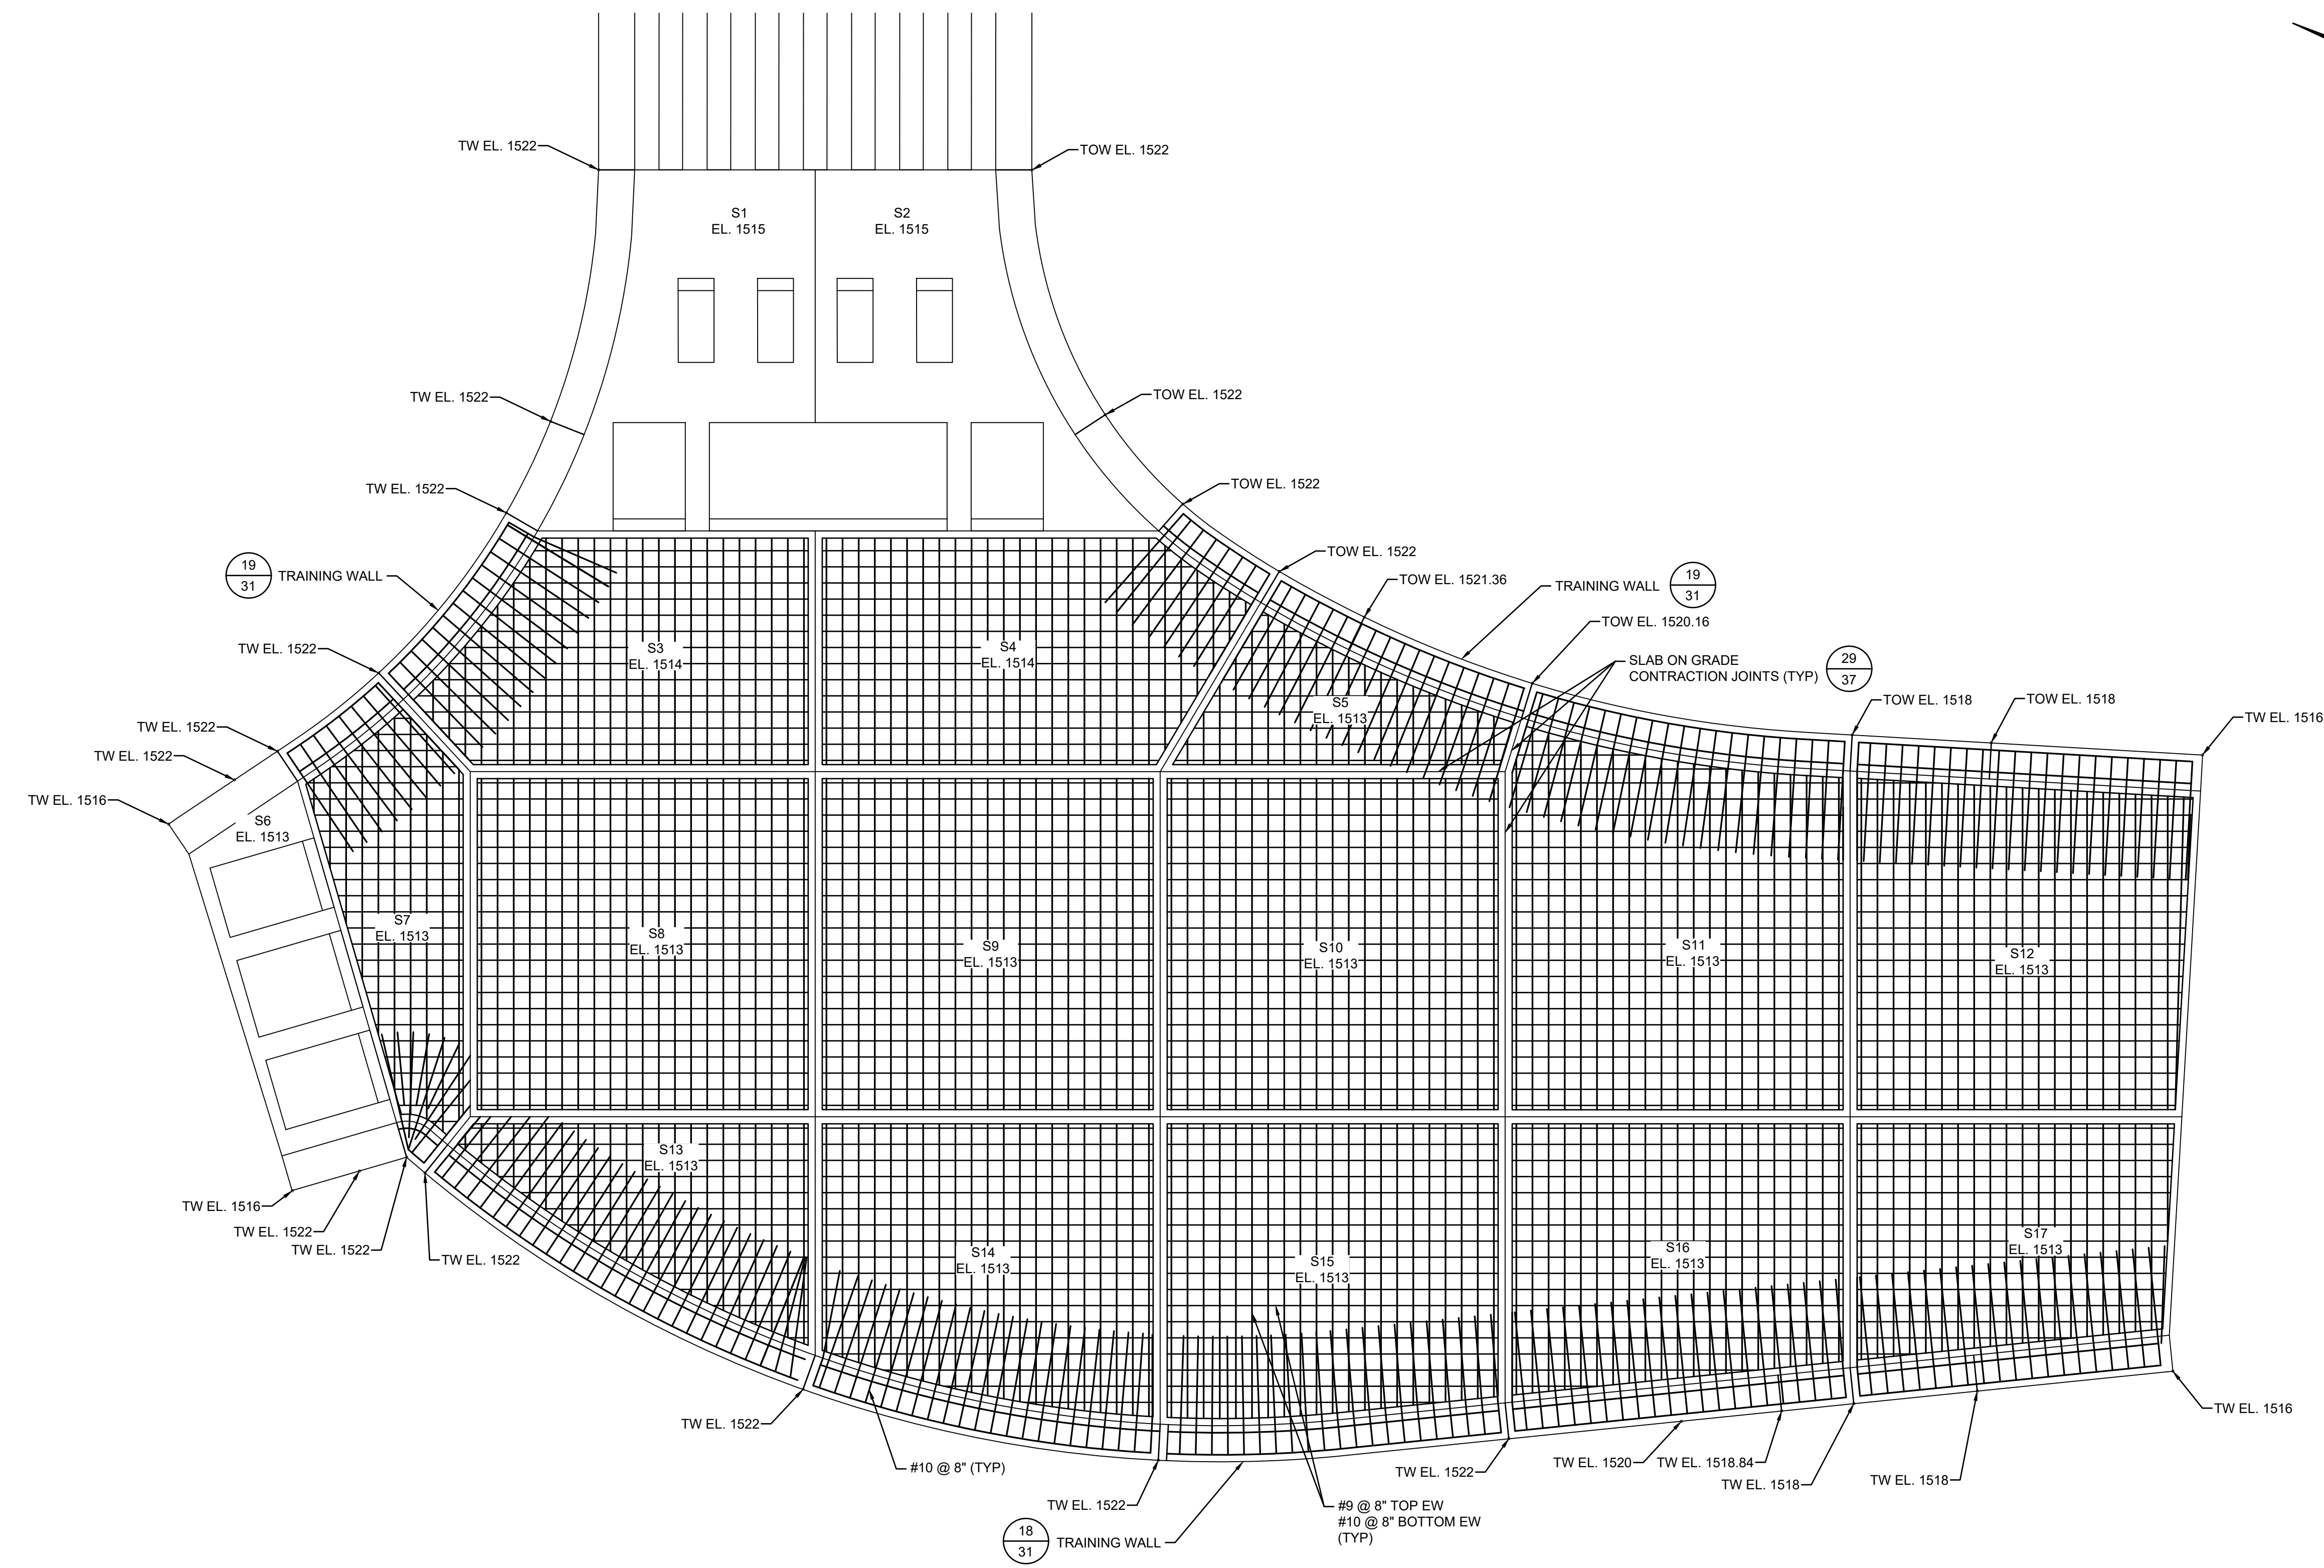 TW EL. 1522
TOW EL. 1522
S1
EL. 1515
S2
EL. 1515
TW EL. 1522
TOW EL. 1522
TW EL. 1522
TOW EL. 1522
19
31
TRAINING WALL
TOW EL. 1522
TOW EL. 1521.36
TRAINING WALL
19
31
TOW EL. 1520.16
TW EL. 1522
S3
EL. 1514
S4
EL. 1514
SLAB ON GRADE
CONTRACTION JOINTS (TYP)
29
37
S5
EL. 1513
TOW EL. 1518
TOW EL. 1518
TW EL. 1516
TW EL. 1522
TW EL. 1522
TW EL. 1516
S6
EL. 1513
S7
EL. 1513
S8
EL. 1513
S9
EL. 1513
S10
EL. 1513
S11
EL. 1513
S12
EL. 1513
S13
EL. 1513
S14
EL. 1513
S15
EL. 1513
S16
EL. 1513
S17
EL. 1513
TW EL. 1516
TW EL. 1522
TW EL. 1522
TW EL. 1522
TW EL. 1522
#10 @ 8" (TYP)
TW EL. 1522
TW EL. 1520
TW EL. 1518.84
TW EL. 1518
TW EL. 1518
TW EL. 1516
TW EL. 1522
#9 @ 8" TOP EW
#10 @ 8" BOTTOM EW
(TYP)
18
31
TRAINING WALL